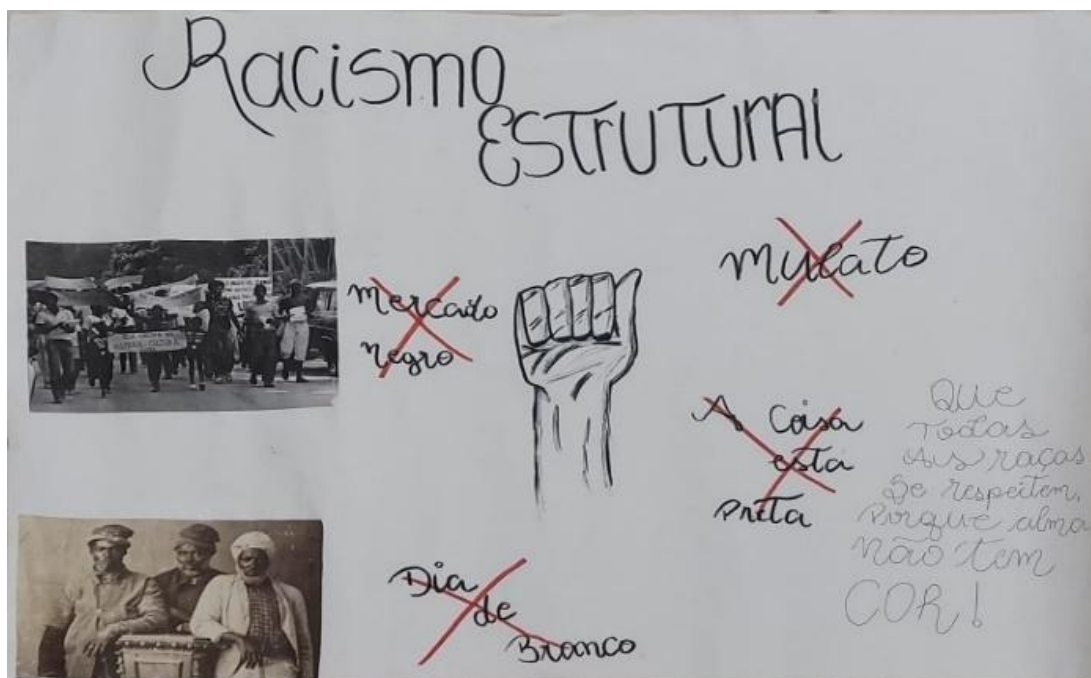 Racismo
ESTrUTUrAL
Mulato
Mercado
negro
A Coisa
esta
Preta
Que
Todas
As raças
Se respeitem,
Porque alma
não tem
COR!
Dia
de
Branco